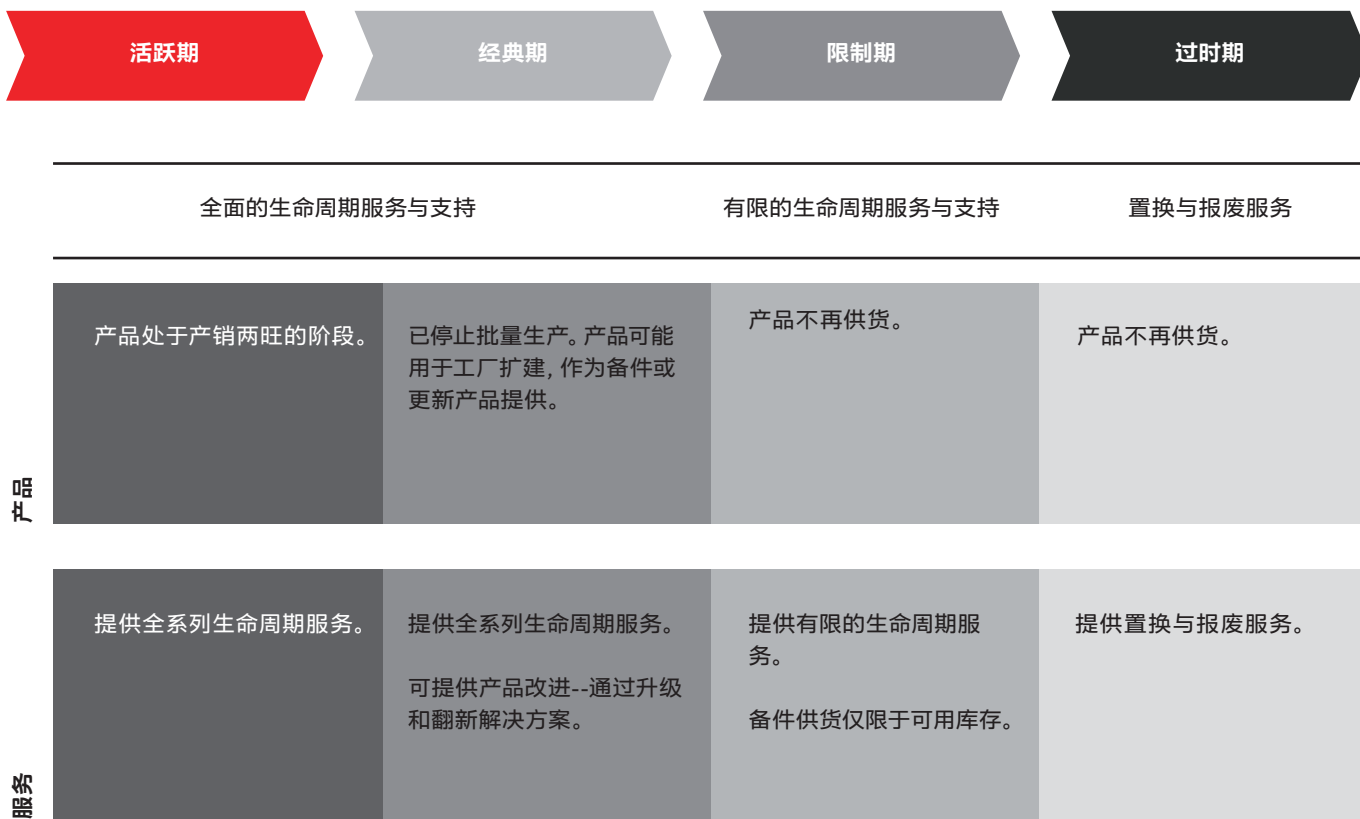 活跃期
经典期
限制期
过时期
全面的生命周期服务与支持
有限的生命周期服务与支持
置换与报废服务
产品
产品处于产销两旺的阶段。
已停止批量生产。产品可能
用于工厂扩建, 作为备件或
更新产品提供。
产品不再供货。
产品不再供货。
服务
提供全系列生命周期服务。
提供全系列生命周期服务。
可提供产品改进--通过升级
和翻新解决方案。
提供有限的生命周期服
务。
备件供货仅限于可用库存。
提供置换与报废服务。